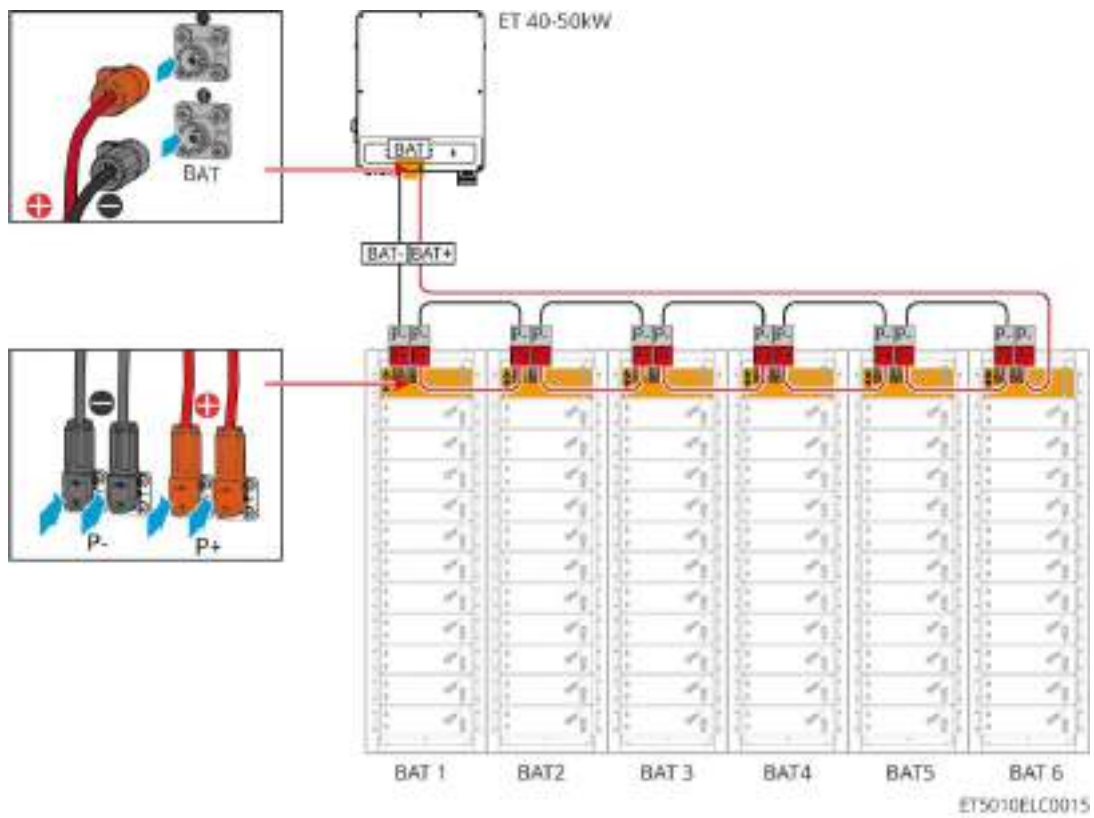 ET 40-50kW
BAT
BAT
BAT- BAT+
P- P- P- P- P- P- P- P- P- P- P- P-
P- P+
BAT 1 BAT2 BAT 3 BAT4 BAT5 BAT 6
ET5010ELC0015